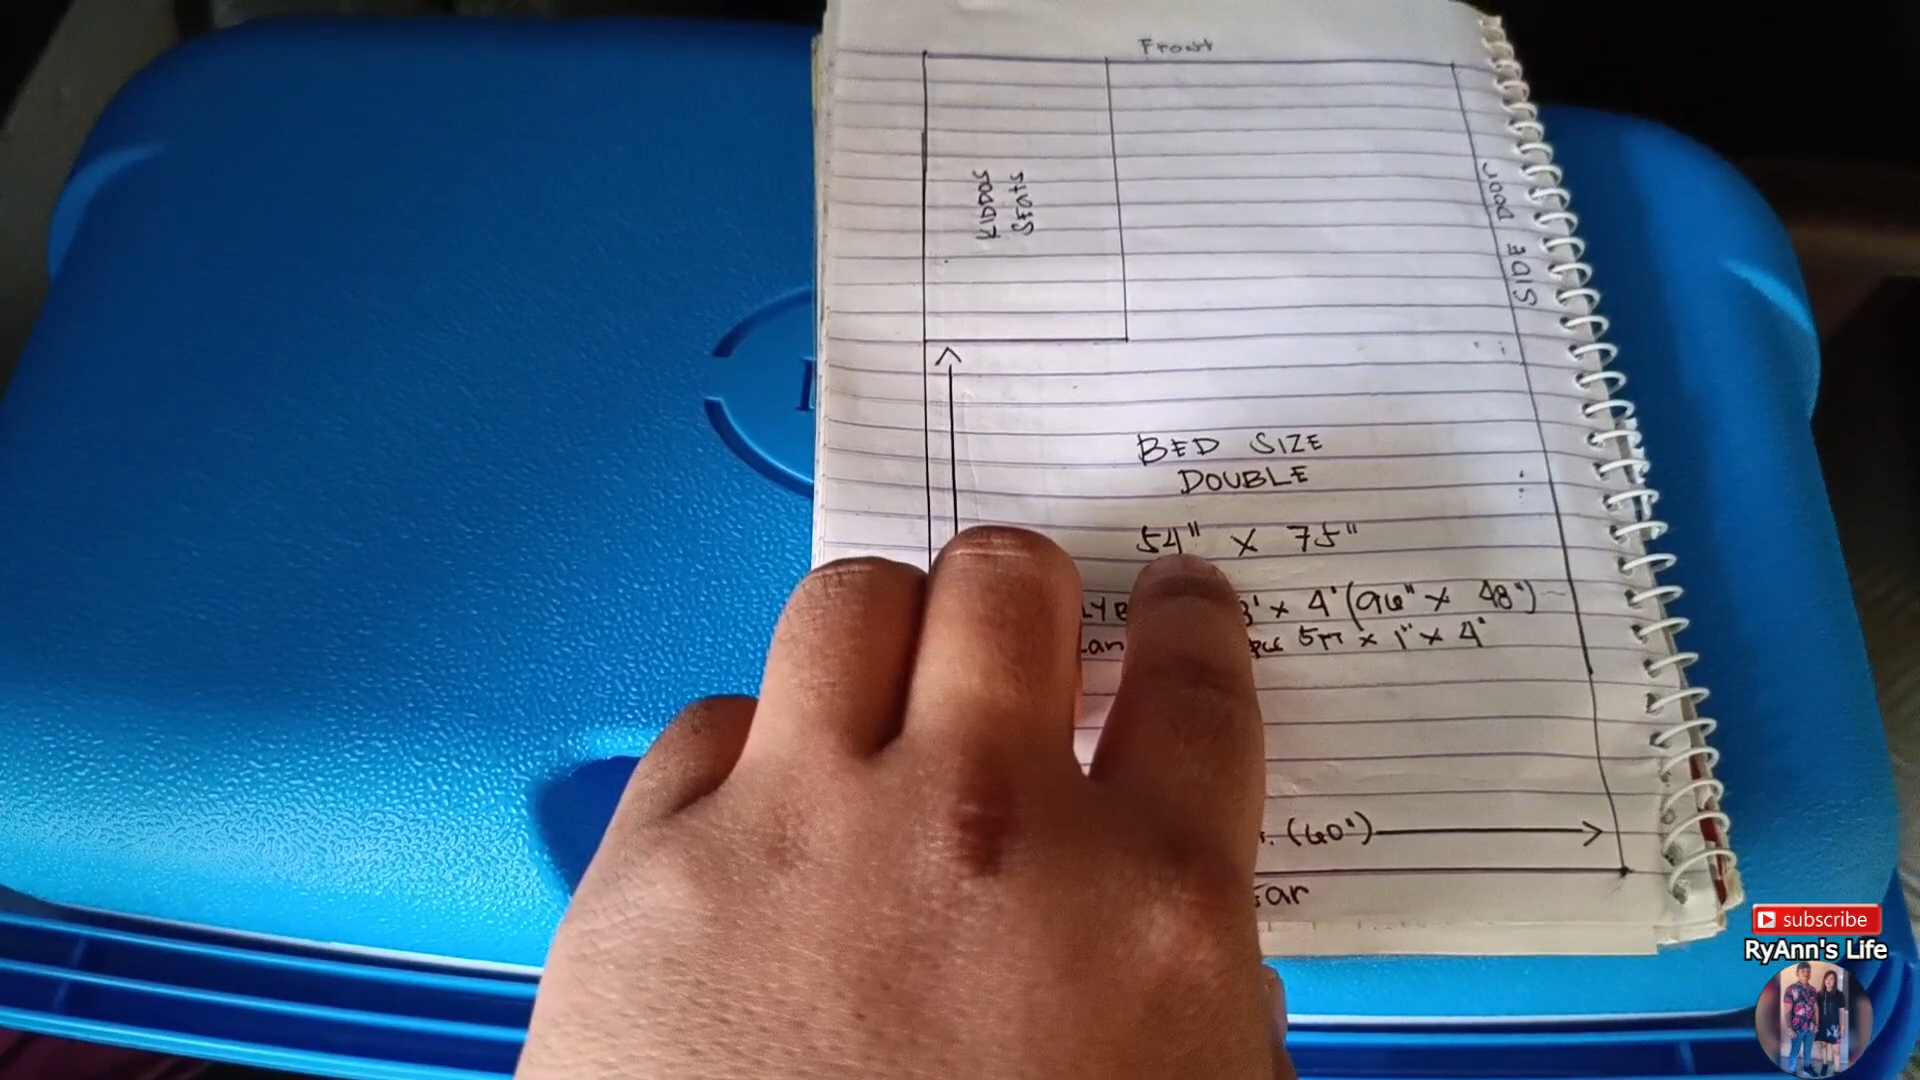 Front
KIDDOS
SEATS
SIDE DOOR
BED SIZE
DOUBLE
54" x 75"
8' x 4' (96" x 48")
5m x 1" x 4"
(60")
subscribe
RyAnn's Life